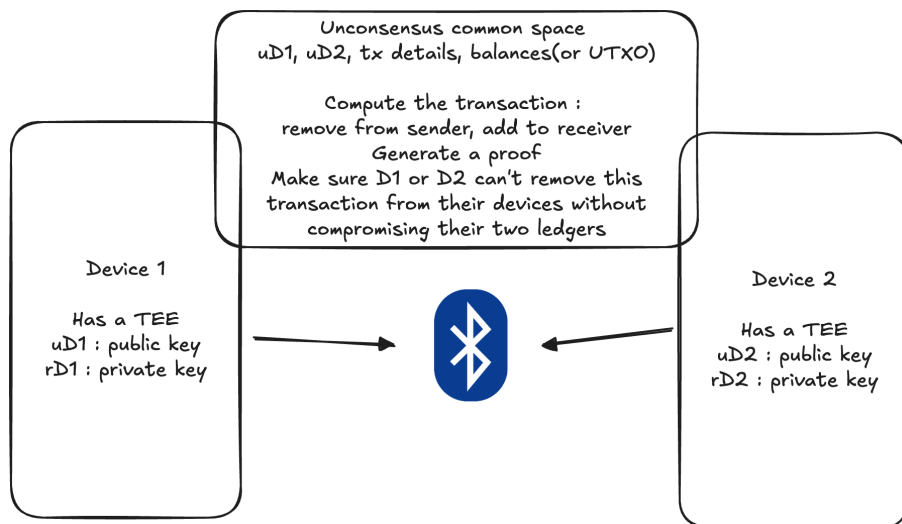 Unconsensus common space
uD1, uD2, tx details, balances(or UTXO)
Compute the transaction :
remove from sender, add to receiver
Generate a proof
Make sure D1 or D2 can't remove this
transaction from their devices without
compromising their two ledgers
Device 1
Has a TEE
uD1 : public key
rD1 : private key
Device 2
Has a TEE
uD2 : public key
rD2 : private key